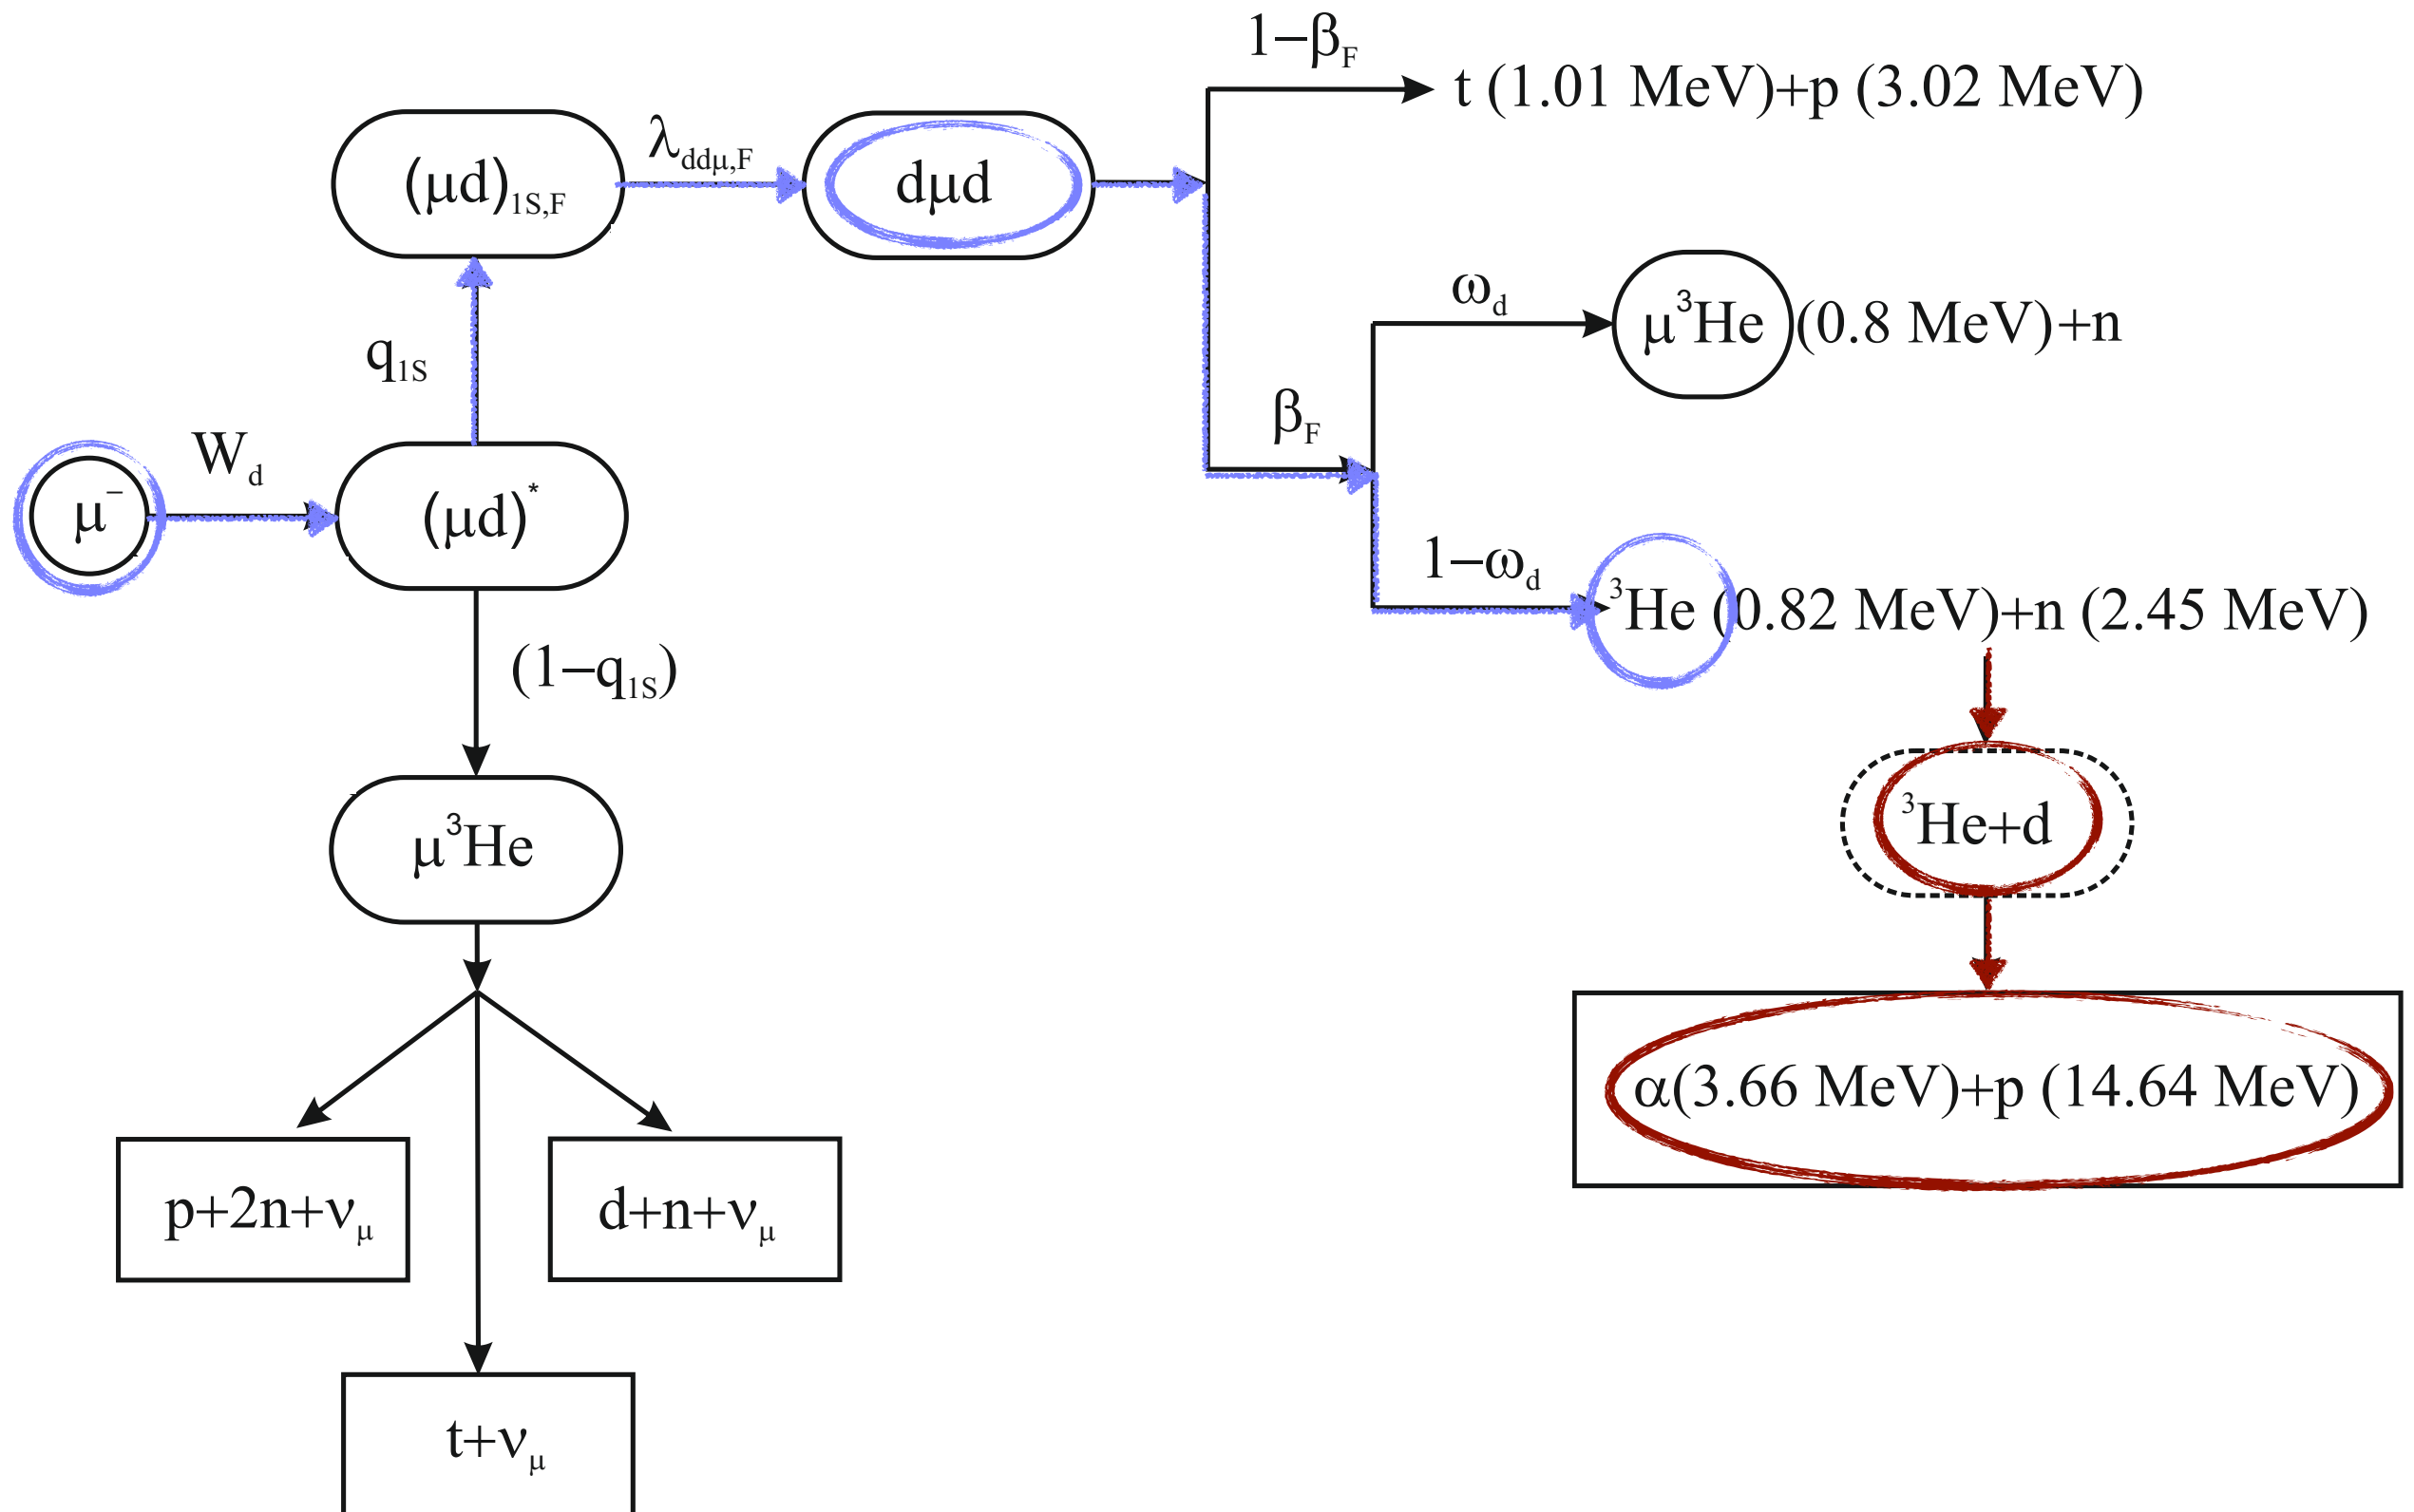 1−β_F
t (1.01 MeV)+p (3.02 MeV)
(μd)_1S,F
λ_ddμ,F
dμd
ω_d
μ³He (0.8 MeV)+n
q_1S
β_F
μ⁻
W_d
(μd)*
1−ω_d
³He (0.82 MeV)+n (2.45 MeV)
(1−q_1S)
³He+d
μ³He
α(3.66 MeV)+p (14.64 MeV)
p+2n+ν_μ
d+n+ν_μ
t+ν_μ